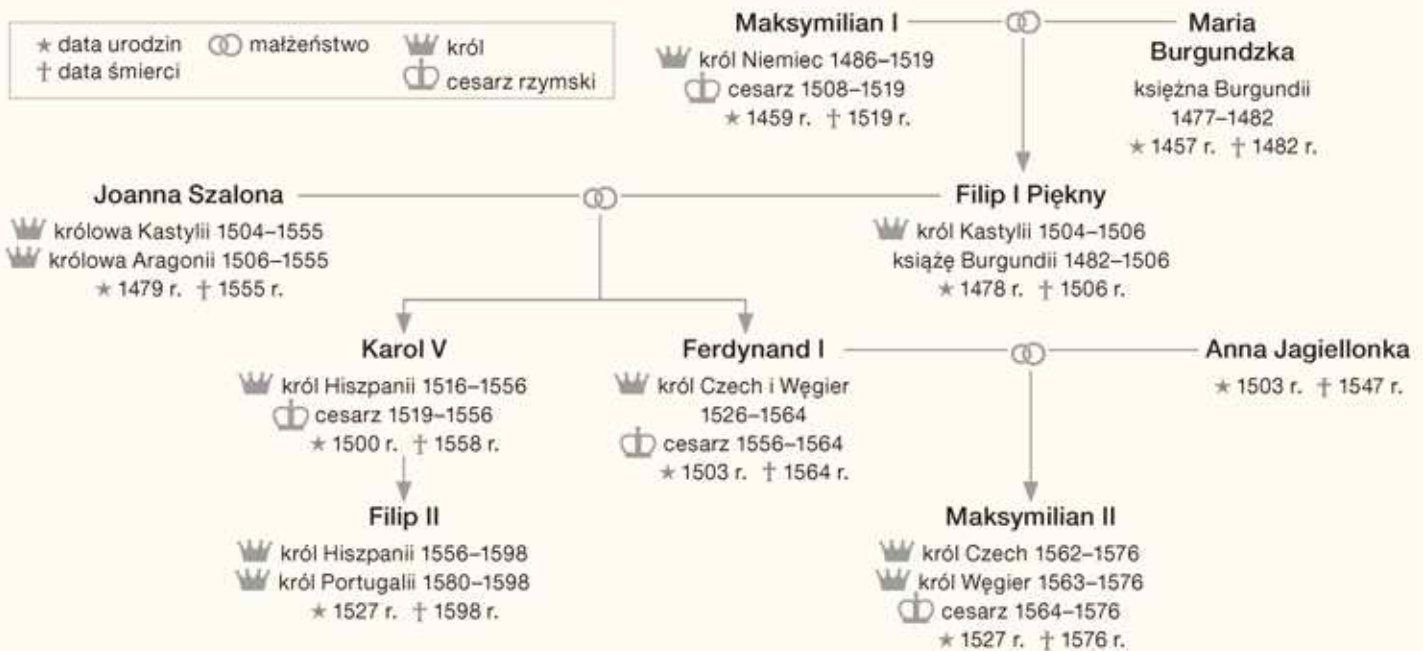 ★ data urodzin
† data śmierci
małżeństwo
król
cesarz rzymski
Maksymilian I
król Niemiec 1486–1519
cesarz 1508–1519
★ 1459 r. † 1519 r.
Maria
Burgundzka
księżna Burgundii
1477–1482
★ 1457 r. † 1482 r.
Joanna Szalona
królowa Kastylii 1504–1555
królowa Aragonii 1506–1555
★ 1479 r. † 1555 r.
Filip I Piękny
król Kastylii 1504–1506
książę Burgundii 1482–1506
★ 1478 r. † 1506 r.
Karol V
król Hiszpanii 1516–1556
cesarz 1519–1556
★ 1500 r. † 1558 r.
Ferdynand I
król Czech i Węgier
1526–1564
cesarz 1556–1564
★ 1503 r. † 1564 r.
Anna Jagiellonka
★ 1503 r. † 1547 r.
Filip II
król Hiszpanii 1556–1598
król Portugalii 1580–1598
★ 1527 r. † 1598 r.
Maksymilian II
król Czech 1562–1576
król Węgier 1563–1576
cesarz 1564–1576
★ 1527 r. † 1576 r.